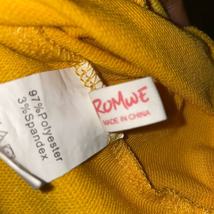 97%Polyester
3%Spandex
ROMWE
MADE IN CHINA